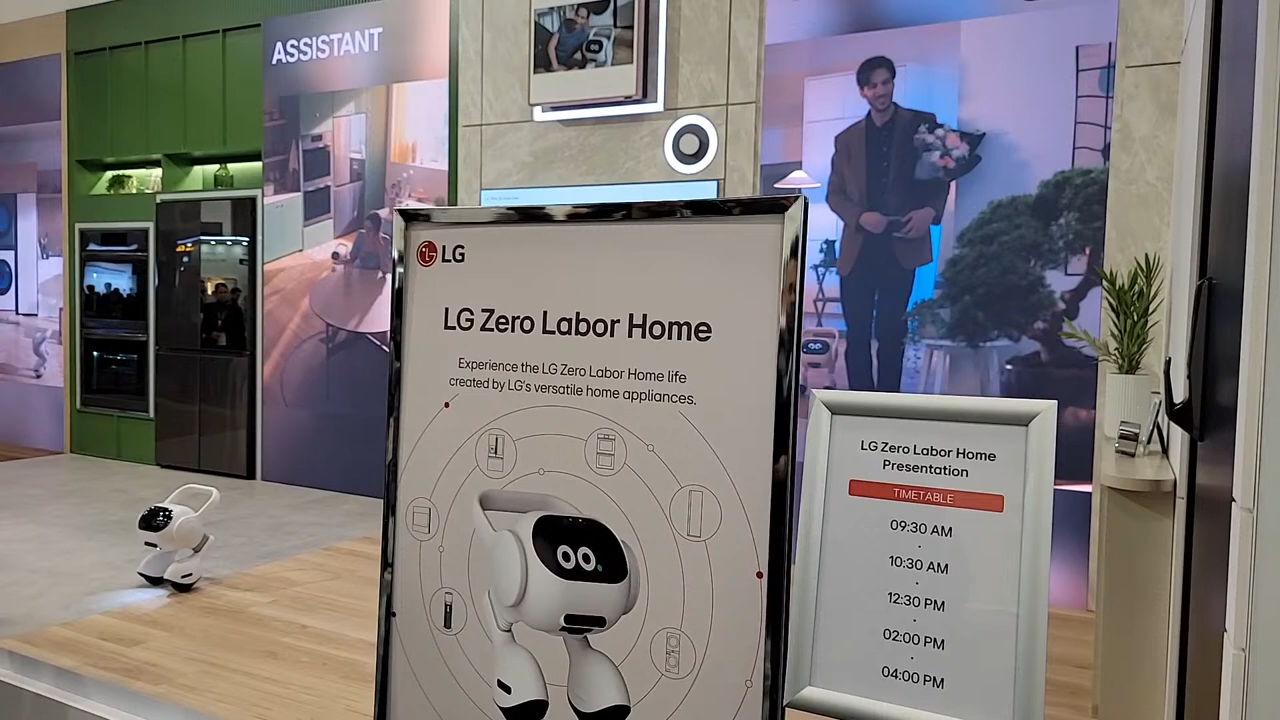 ASSISTANT
LG
LG Zero Labor Home
Experience the LG Zero Labor Home life
created by LG's versatile home appliances.
LG Zero Labor Home
Presentation
TIMETABLE
09:30 AM
10:30 AM
12:30 PM
02:00 PM
04:00 PM